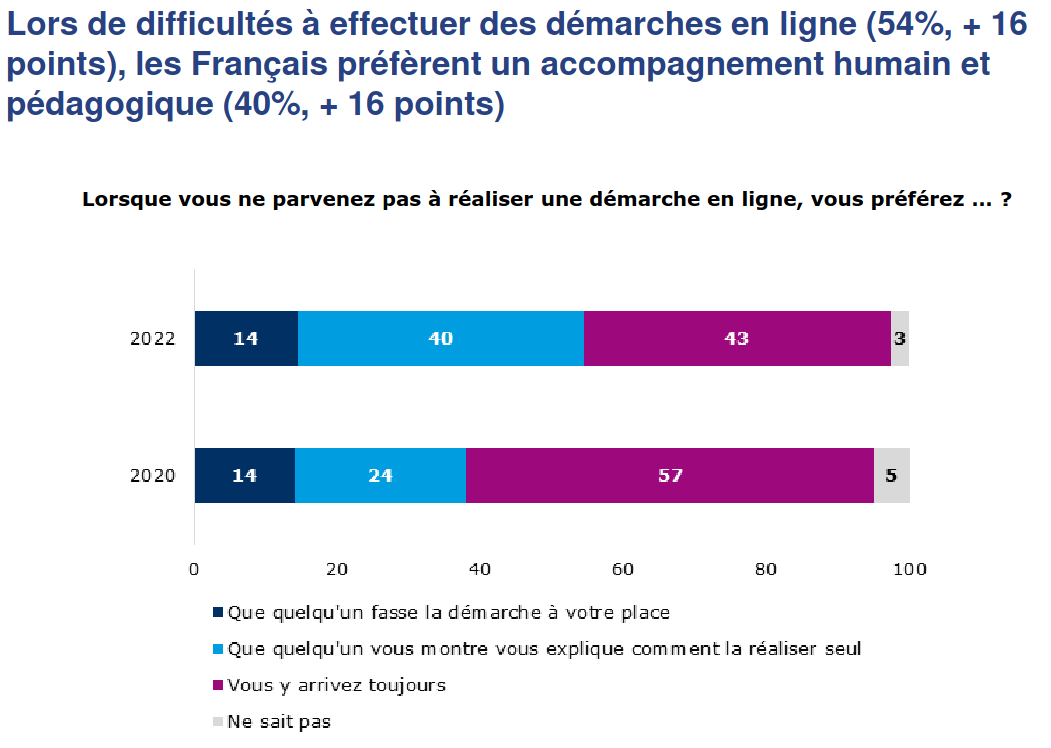 Lors de difficultés à effectuer des démarches en ligne (54%, + 16
points), les Français préfèrent un accompagnement humain et
pédagogique (40%, + 16 points)
Lorsque vous ne parvenez pas à réaliser une démarche en ligne, vous préférez ... ?
2022
14
40
43
3
2020
14
24
57
5
0 20 40 60 80 100
Que quelqu'un fasse la démarche à votre place
Que quelqu'un vous montre vous explique comment la réaliser seul
Vous y arrivez toujours
Ne sait pas